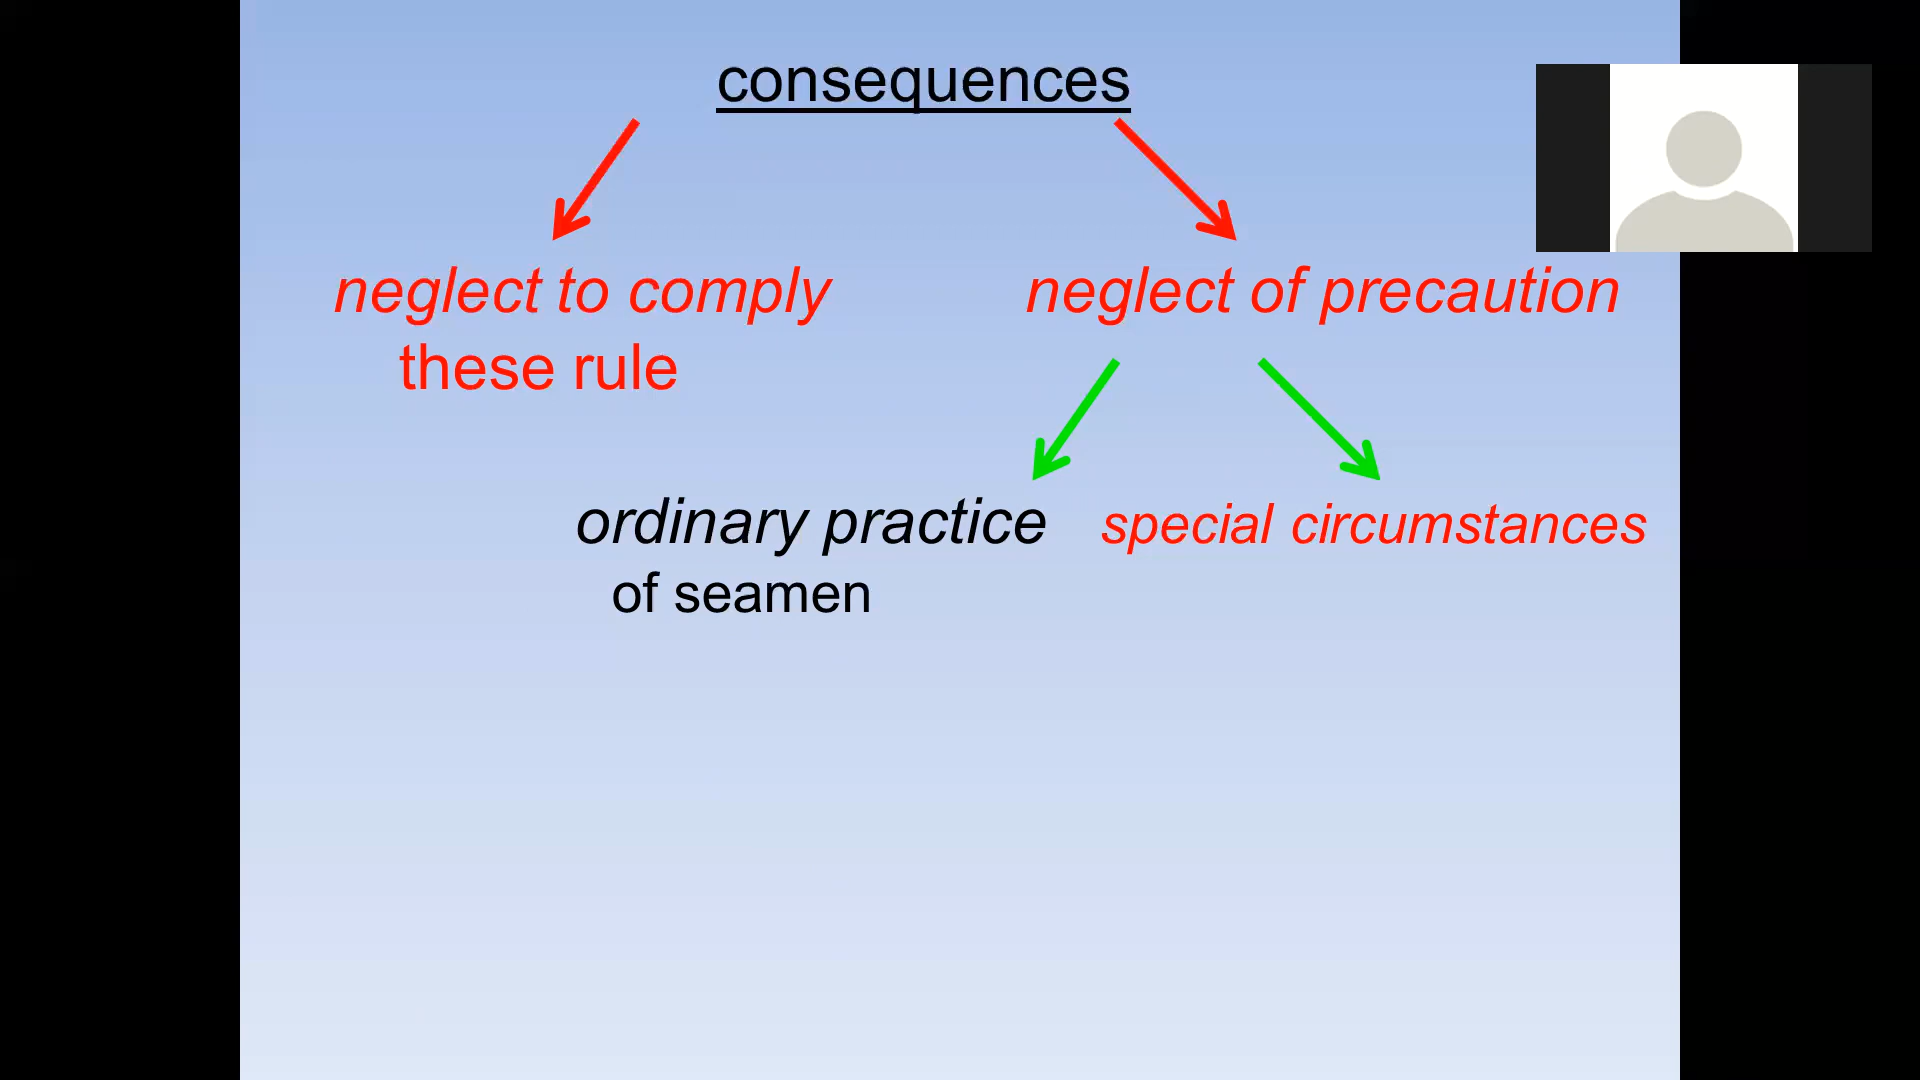 consequences
neglect to comply neglect of precaution
these rule
ordinary practice special circumstances
of seamen